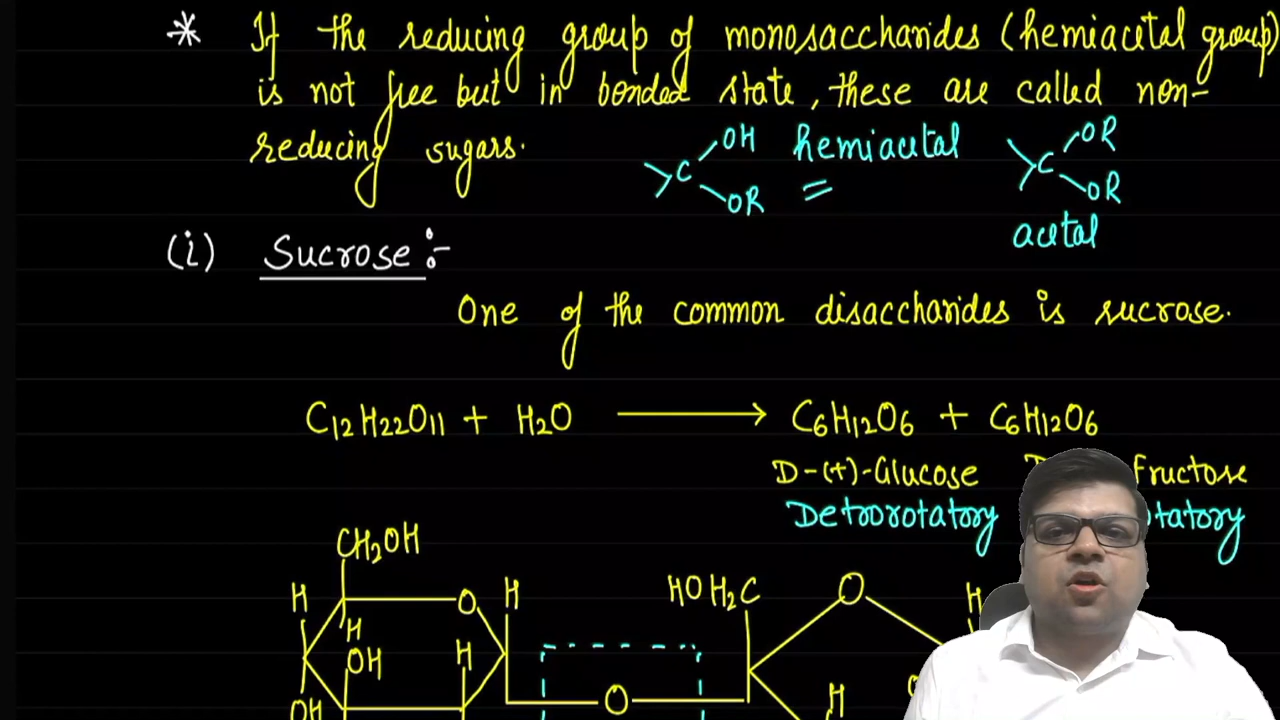 * If the reducing group of monosaccharides (hemiacetal group)
is not free but in bonded state, these are called non-
reducing sugars.
C OH OR hemiacetal = C OR OR acetal
(i) Sucrose :-
One of the common disaccharides is sucrose.
C12H22O11 + H2O → C6H12O6 + C6H12O6
D-(+)-Glucose Fructose
Detrorotatory otatory
CH2OH
H O H HOH2C O H
H
OH H
OH O H